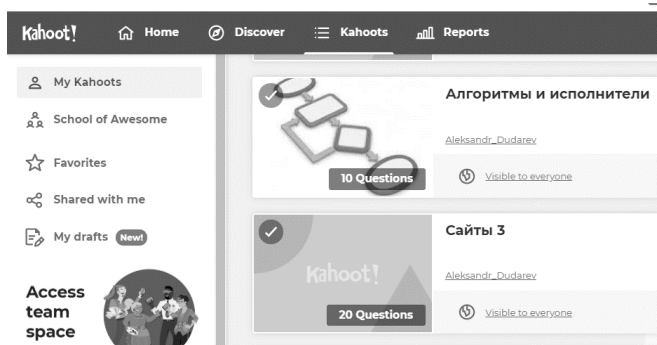 Kahoot!
Home
Discover
Kahoots
Reports
My Kahoots
School of Awesome
Favorites
Shared with me
My drafts New!
Access
team
space
Алгоритмы и исполнители
Aleksandr_Dudarev
10 Questions
Visible to everyone
Сайты 3
Kahoot!
Aleksandr_Dudarev
20 Questions
Visible to everyone